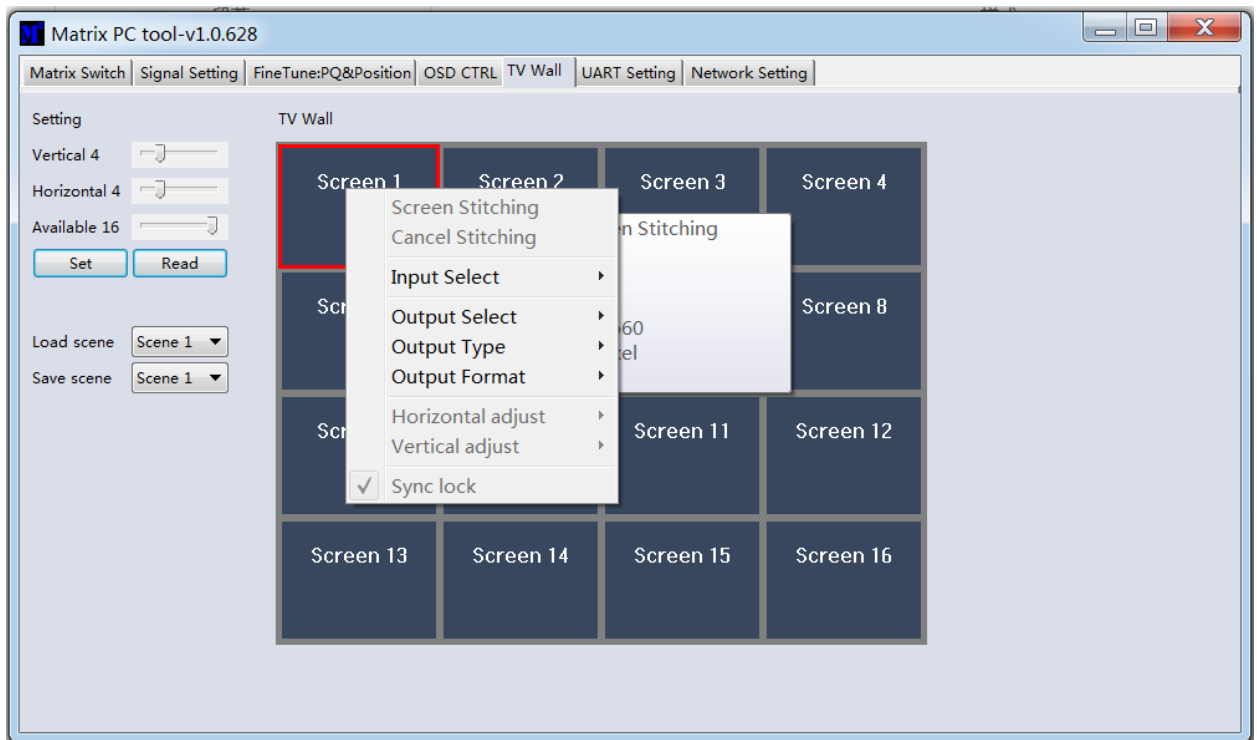 Matrix PC tool-v1.0.628
Matrix Switch Signal Setting FineTune:PQ&Position OSD CTRL TV Wall UART Setting Network Setting
Setting
TV Wall
Vertical 4
Horizontal 4
Available 16
Set Read
Load scene Scene 1
Save scene Scene 1
Screen 1 Screen 2 Screen 3 Screen 4
Screen Stitching
Cancel Stitching
Input Select
Output Select
Output Type
Output Format
Horizontal adjust
Vertical adjust
Sync lock
Stitching
Screen 8
Screen 11 Screen 12
Screen 13 Screen 14 Screen 15 Screen 16